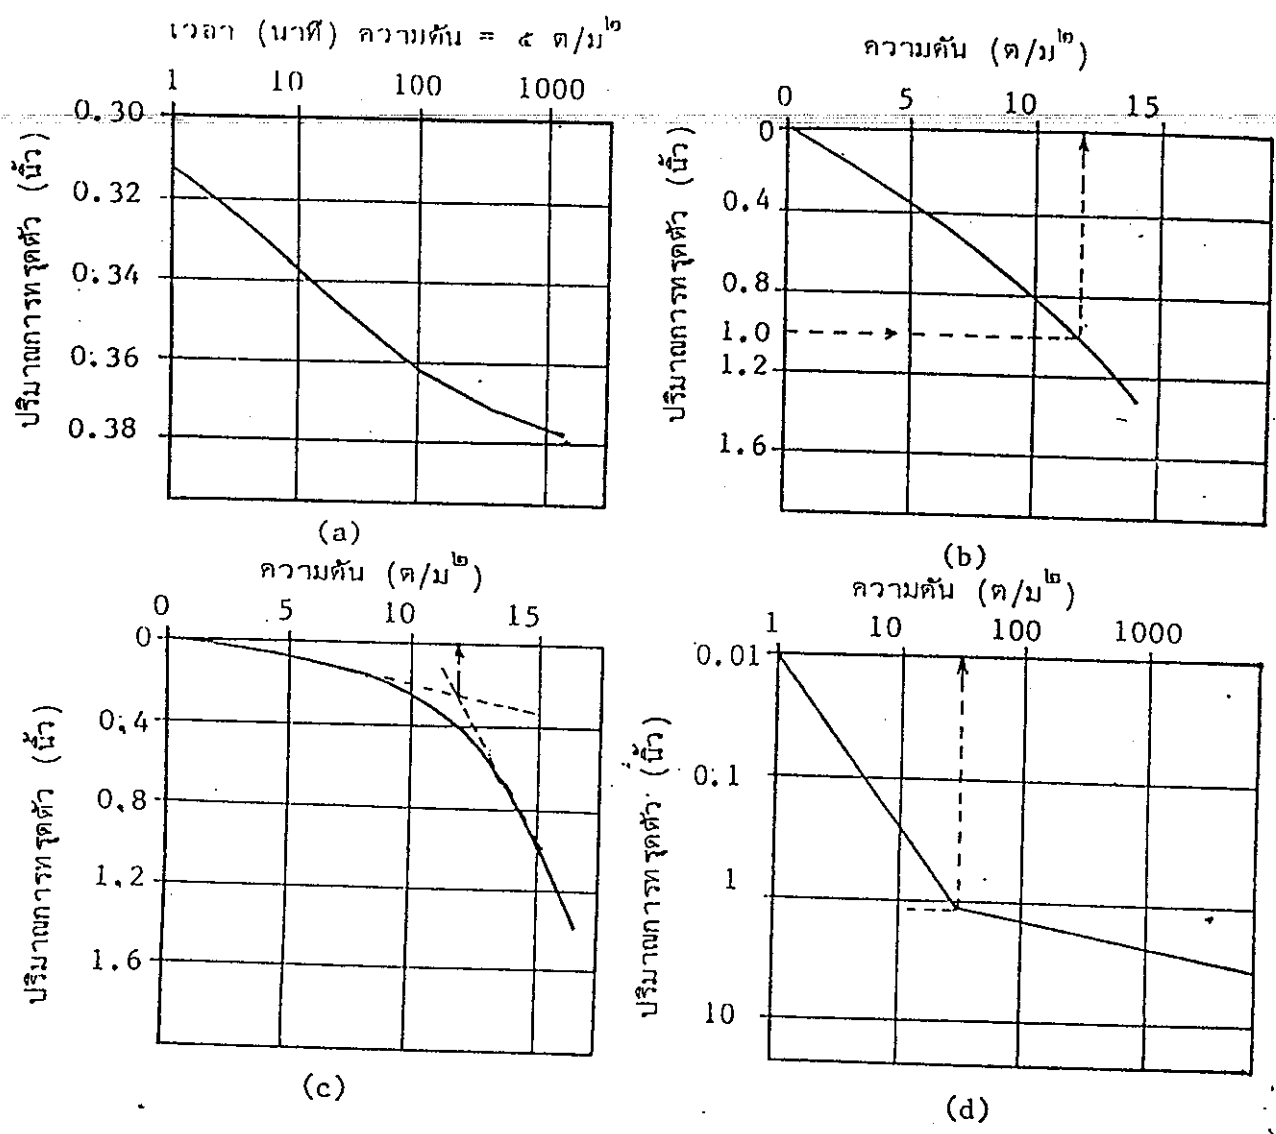 เวลา (นาที) ความดัน = ๕ ต/ม๒
1 10 100 1000
0.30
0.32
0.34
0.36
0.38
ปริมาณการทรุดตัว (นิ้ว)
(a)
ความดัน (ต/ม๒)
0 5 10 15
0
0.4
0.8
1.0
1.2
1.6
ปริมาณการทรุดตัว (นิ้ว)
(b)
ความดัน (ต/ม๒)
0 5 10 15
0
0.4
0.8
1.2
1.6
ปริมาณการทรุดตัว (นิ้ว)
(c)
ความดัน (ต/ม๒)
1 10 100 1000
0.01
0.1
1
10
ปริมาณการทรุดตัว (นิ้ว)
(d)